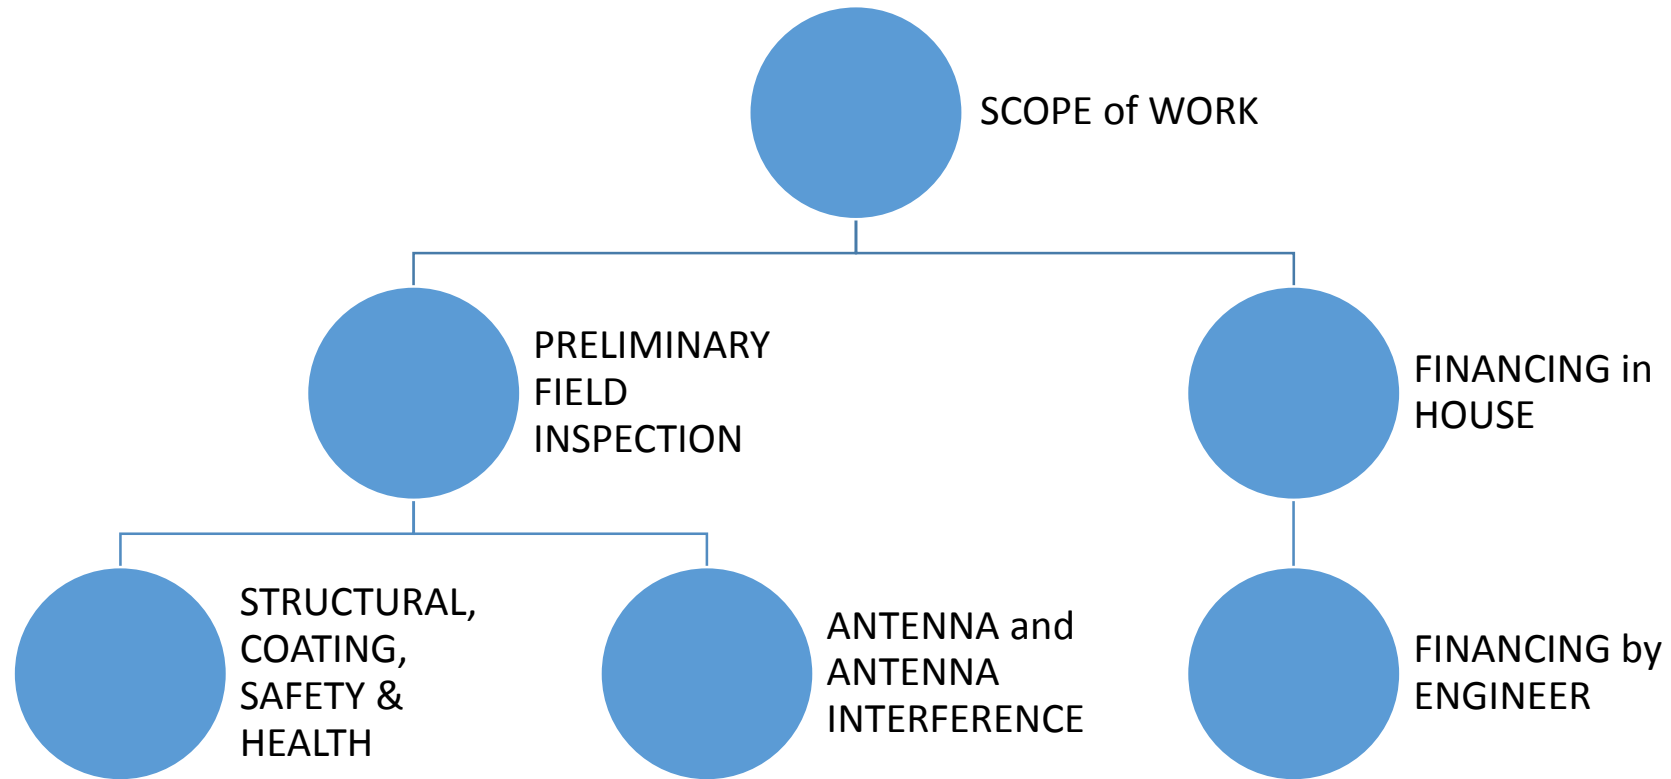 SCOPE of WORK
PRELIMINARY
FIELD
INSPECTION
FINANCING in
HOUSE
STRUCTURAL,
COATING,
SAFETY &
HEALTH
ANTENNA and
ANTENNA
INTERFERENCE
FINANCING by
ENGINEER